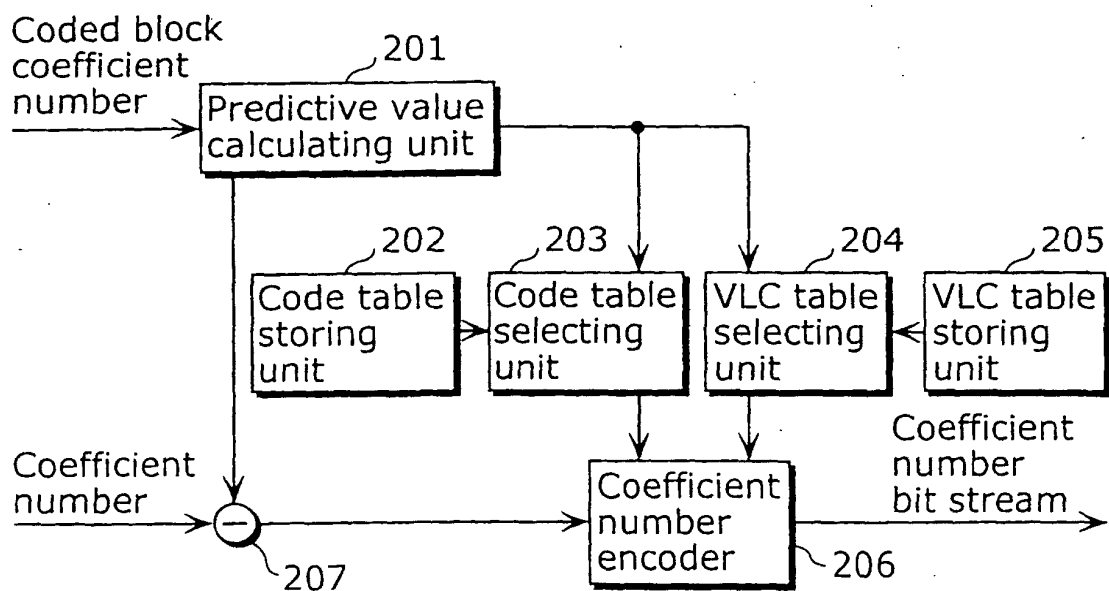 Coded block
coefficient
number
201
Predictive value
calculating unit
202
203
204
205
Code table
storing
unit
Code table
selecting
unit
VLC table
selecting
unit
VLC table
storing
unit
Coefficient
number
Coefficient
number
encoder
Coefficient
number
bit stream
207
206